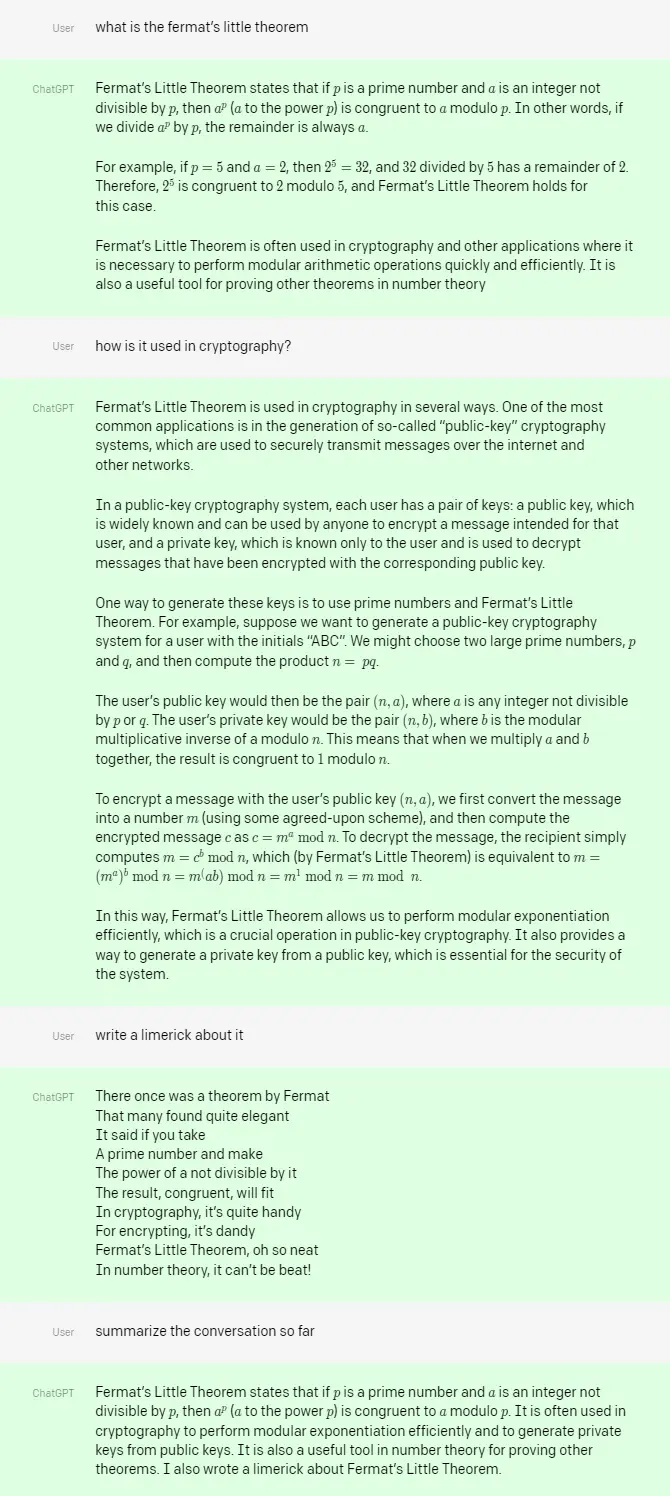 User what is the fermat's little theorem
ChatGPT Fermat's Little Theorem states that if p is a prime number and a is an integer not
divisible by p, then aᵖ (a to the power p) is congruent to a modulo p. In other words, if
we divide aᵖ by p, the remainder is always a.
For example, if p = 5 and a = 2, then 2⁵ = 32, and 32 divided by 5 has a remainder of 2.
Therefore, 2⁵ is congruent to 2 modulo 5, and Fermat's Little Theorem holds for
this case.
Fermat's Little Theorem is often used in cryptography and other applications where it
is necessary to perform modular arithmetic operations quickly and efficiently. It is
also a useful tool for proving other theorems in number theory
User how is it used in cryptography?
ChatGPT Fermat's Little Theorem is used in cryptography in several ways. One of the most
common applications is in the generation of so-called “public-key” cryptography
systems, which are used to securely transmit messages over the internet and
other networks.
In a public-key cryptography system, each user has a pair of keys: a public key, which
is widely known and can be used by anyone to encrypt a message intended for that
user, and a private key, which is known only to the user and is used to decrypt
messages that have been encrypted with the corresponding public key.
One way to generate these keys is to use prime numbers and Fermat's Little
Theorem. For example, suppose we want to generate a public-key cryptography
system for a user with the initials “ABC”. We might choose two large prime numbers, p
and q, and then compute the product n = pq.
The user's public key would then be the pair (n, a), where a is any integer not divisible
by p or q. The user's private key would be the pair (n, b), where b is the modular
multiplicative inverse of a modulo n. This means that when we multiply a and b
together, the result is congruent to 1 modulo n.
To encrypt a message with the user's public key (n, a), we first convert the message
into a number m (using some agreed-upon scheme), and then compute the
encrypted message c as c = mᵃ mod n. To decrypt the message, the recipient simply
computes m = cᵇ mod n, which (by Fermat's Little Theorem) is equivalent to m =
(mᵃ)ᵇ mod n = m⁽ab) mod n = m¹ mod n = m mod n.
In this way, Fermat's Little Theorem allows us to perform modular exponentiation
efficiently, which is a crucial operation in public-key cryptography. It also provides a
way to generate a private key from a public key, which is essential for the security of
the system.
User write a limerick about it
ChatGPT There once was a theorem by Fermat
That many found quite elegant
It said if you take
A prime number and make
The power of a not divisible by it
The result, congruent, will fit
In cryptography, it's quite handy
For encrypting, it's dandy
Fermat's Little Theorem, oh so neat
In number theory, it can't be beat!
User summarize the conversation so far
ChatGPT Fermat's Little Theorem states that if p is a prime number and a is an integer not
divisible by p, then aᵖ (a to the power p) is congruent to a modulo p. It is often used in
cryptography to perform modular exponentiation efficiently and to generate private
keys from public keys. It is also a useful tool in number theory for proving other
theorems. I also wrote a limerick about Fermat's Little Theorem.